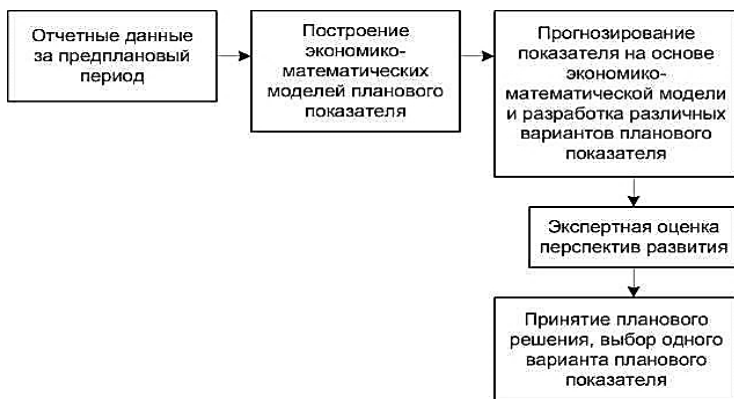 Отчетные данные
за предплановый
период
Построение
экономико-
математических
моделей планового
показателя
Прогнозирование
показателя на основе
экономико-
математической модели
и разработка различных
вариантов планового
показателя
Экспертная оценка
перспектив развития
Принятие планового
решения, выбор одного
варианта планового
показателя